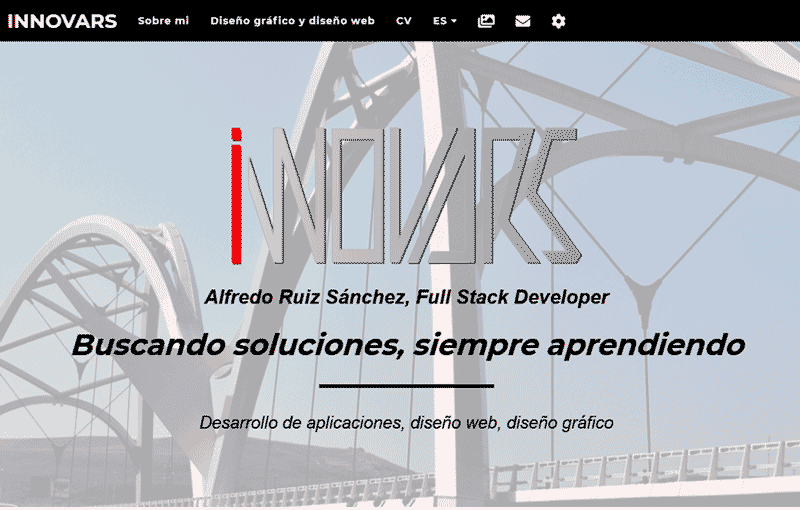 INNOVARS
Sobre mi
Diseño gráfico y diseño web
CV
ES
iNNOVARS
Alfredo Ruiz Sánchez, Full Stack Developer
Buscando soluciones, siempre aprendiendo
Desarrollo de aplicaciones, diseño web, diseño gráfico